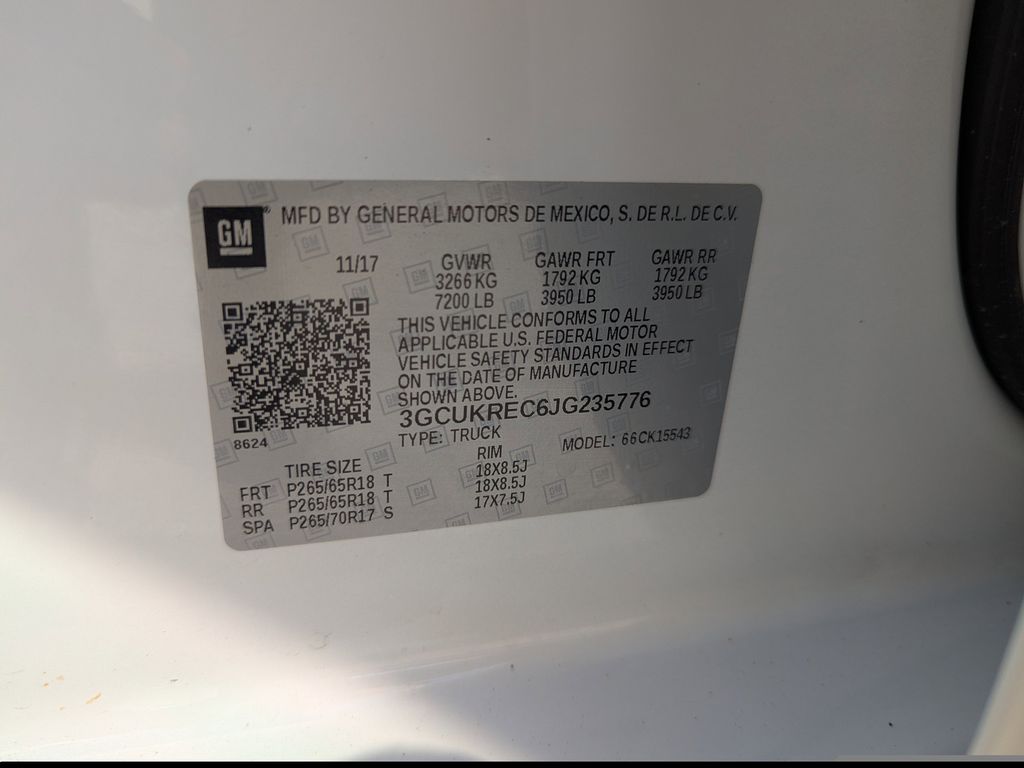 GM ® MFD BY GENERAL MOTORS DE MEXICO, S. DE R.L. DE C.V.
11/17 GVWR GAWR FRT GAWR RR
3266 KG 1792 KG 1792 KG
7200 LB 3950 LB 3950 LB
THIS VEHICLE CONFORMS TO ALL
APPLICABLE U.S. FEDERAL MOTOR
VEHICLE SAFETY STANDARDS IN EFFECT
ON THE DATE OF MANUFACTURE
SHOWN ABOVE.
3GCUKREC6JG235776
8624 TYPE: TRUCK MODEL: 66CK15543
TIRE SIZE RIM
FRT P265/65R18 T 18X8.5J
RR P265/65R18 T 18X8.5J
SPA P265/70R17 S 17X7.5J